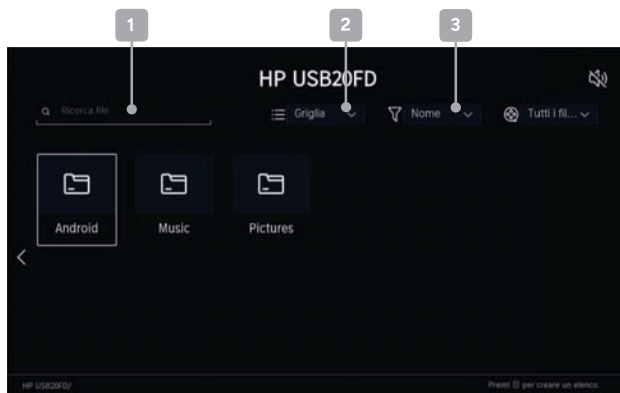 1 2 3
HP USB20FD
Ricerca file
Griglia Nome Tutti i fil...
Android Music Pictures
HP USB20FD/ Premi per creare un elenco.